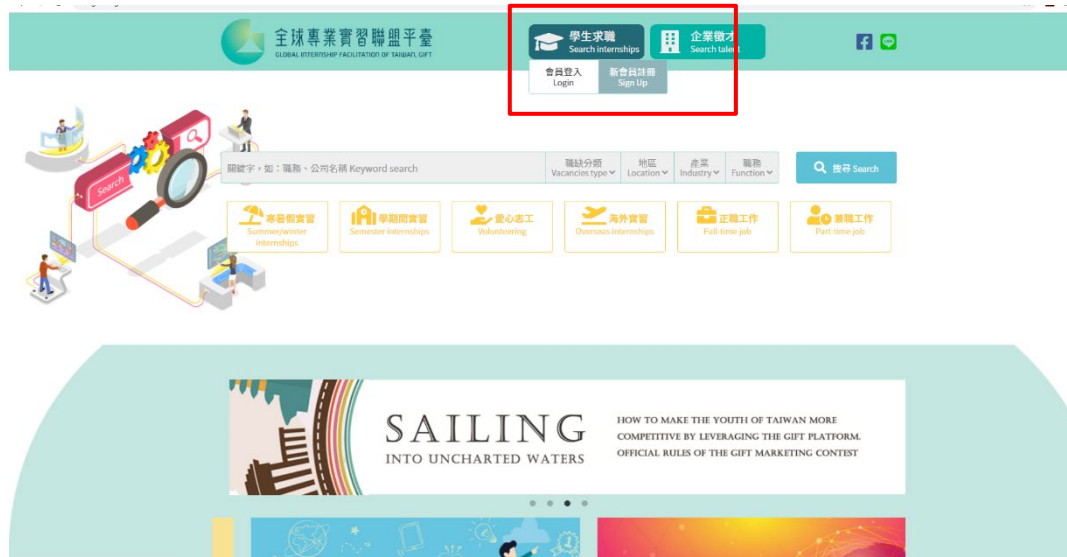 全球專業實習聯盟平臺
GLOBAL INTERNSHIP FACILITATION OF TAIWAN, GIFT
學生求職
Search internships
企業徵才
Search talent
會員登入
Login
新會員註冊
Sign Up
Search
關鍵字，如：職務、公司名稱 Keyword search
職缺分類
Vacancies type
地區
Location
產業
Industry
職務
Function
搜尋 Search
寒暑假實習
Summer/winter
internships
學期間實習
Semester internships
愛心志工
Volunteering
海外實習
Overseas internships
正職工作
Full-time job
兼職工作
Part-time job
SAILING
INTO UNCHARTED WATERS
HOW TO MAKE THE YOUTH OF TAIWAN MORE
COMPETITIVE BY LEVERAGING THE GIFT PLATFORM.
OFFICIAL RULES OF THE GIFT MARKETING CONTEST